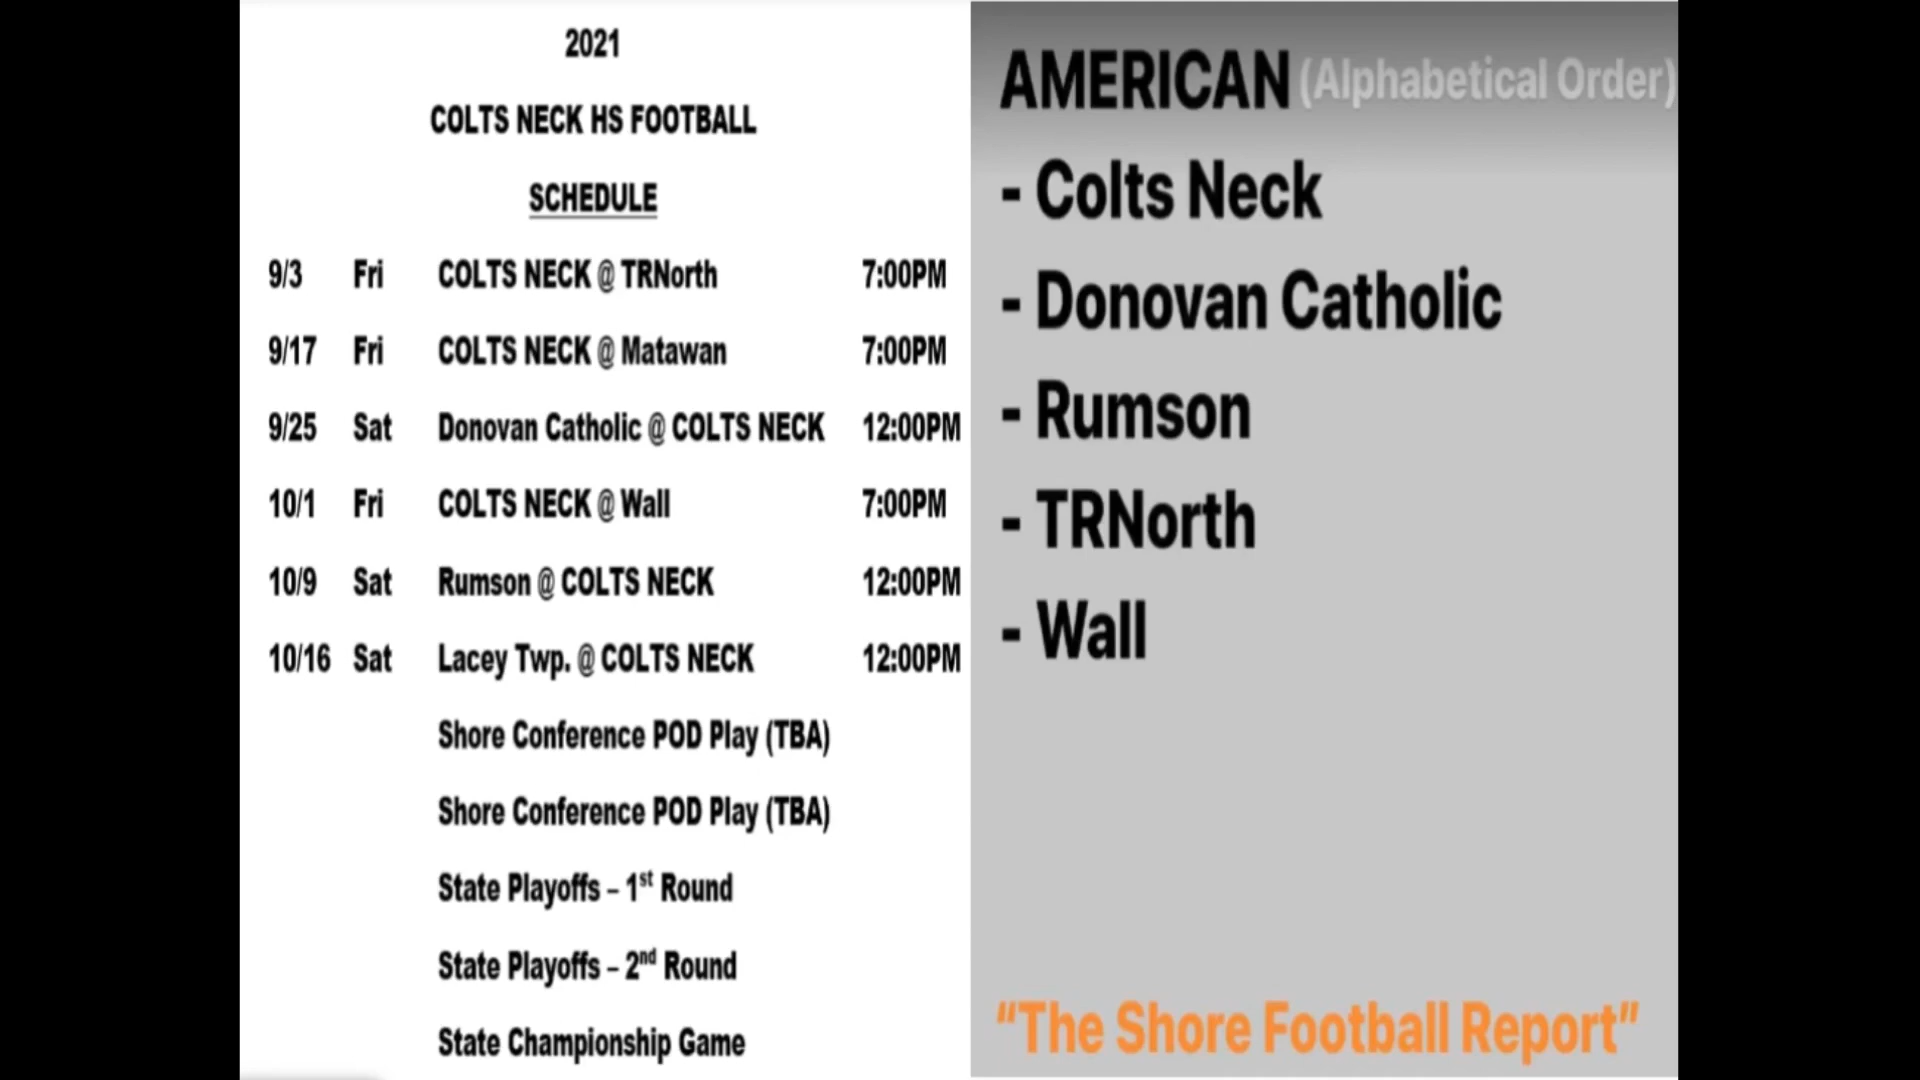 2021
COLTS NECK HS FOOTBALL
SCHEDULE
9/3 Fri COLTS NECK @ TRNorth 7:00PM
9/17 Fri COLTS NECK @ Matawan 7:00PM
9/25 Sat Donovan Catholic @ COLTS NECK 12:00PM
10/1 Fri COLTS NECK @ Wall 7:00PM
10/9 Sat Rumson @ COLTS NECK 12:00PM
10/16 Sat Lacey Twp. @ COLTS NECK 12:00PM
Shore Conference POD Play (TBA)
Shore Conference POD Play (TBA)
State Playoffs – 1st Round
State Playoffs – 2nd Round
State Championship Game
AMERICAN (Alphabetical Order)
- Colts Neck
- Donovan Catholic
- Rumson
- TRNorth
- Wall
“The Shore Football Report”